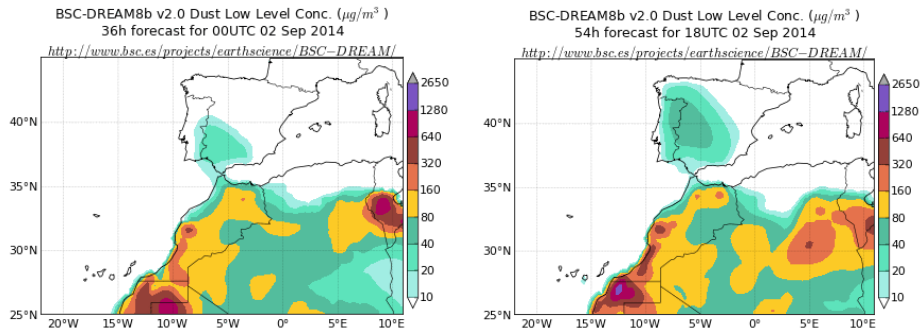 BSC-DREAM8b v2.0 Dust Low Level Conc. (μg/m³ )
36h forecast for 00UTC 02 Sep 2014
http://www.bsc.es/projects/earthscience/BSC−DREAM/
40°N
35°N
30°N
25°N
20°W
15°W
10°W
5°W
0°E
5°E
10°E
2650
1280
640
320
160
80
40
20
10
BSC-DREAM8b v2.0 Dust Low Level Conc. (μg/m³ )
54h forecast for 18UTC 02 Sep 2014
http://www.bsc.es/projects/earthscience/BSC−DREAM/
40°N
35°N
30°N
25°N
20°W
15°W
10°W
5°W
0°E
5°E
10°E
2650
1280
640
320
160
80
40
20
10